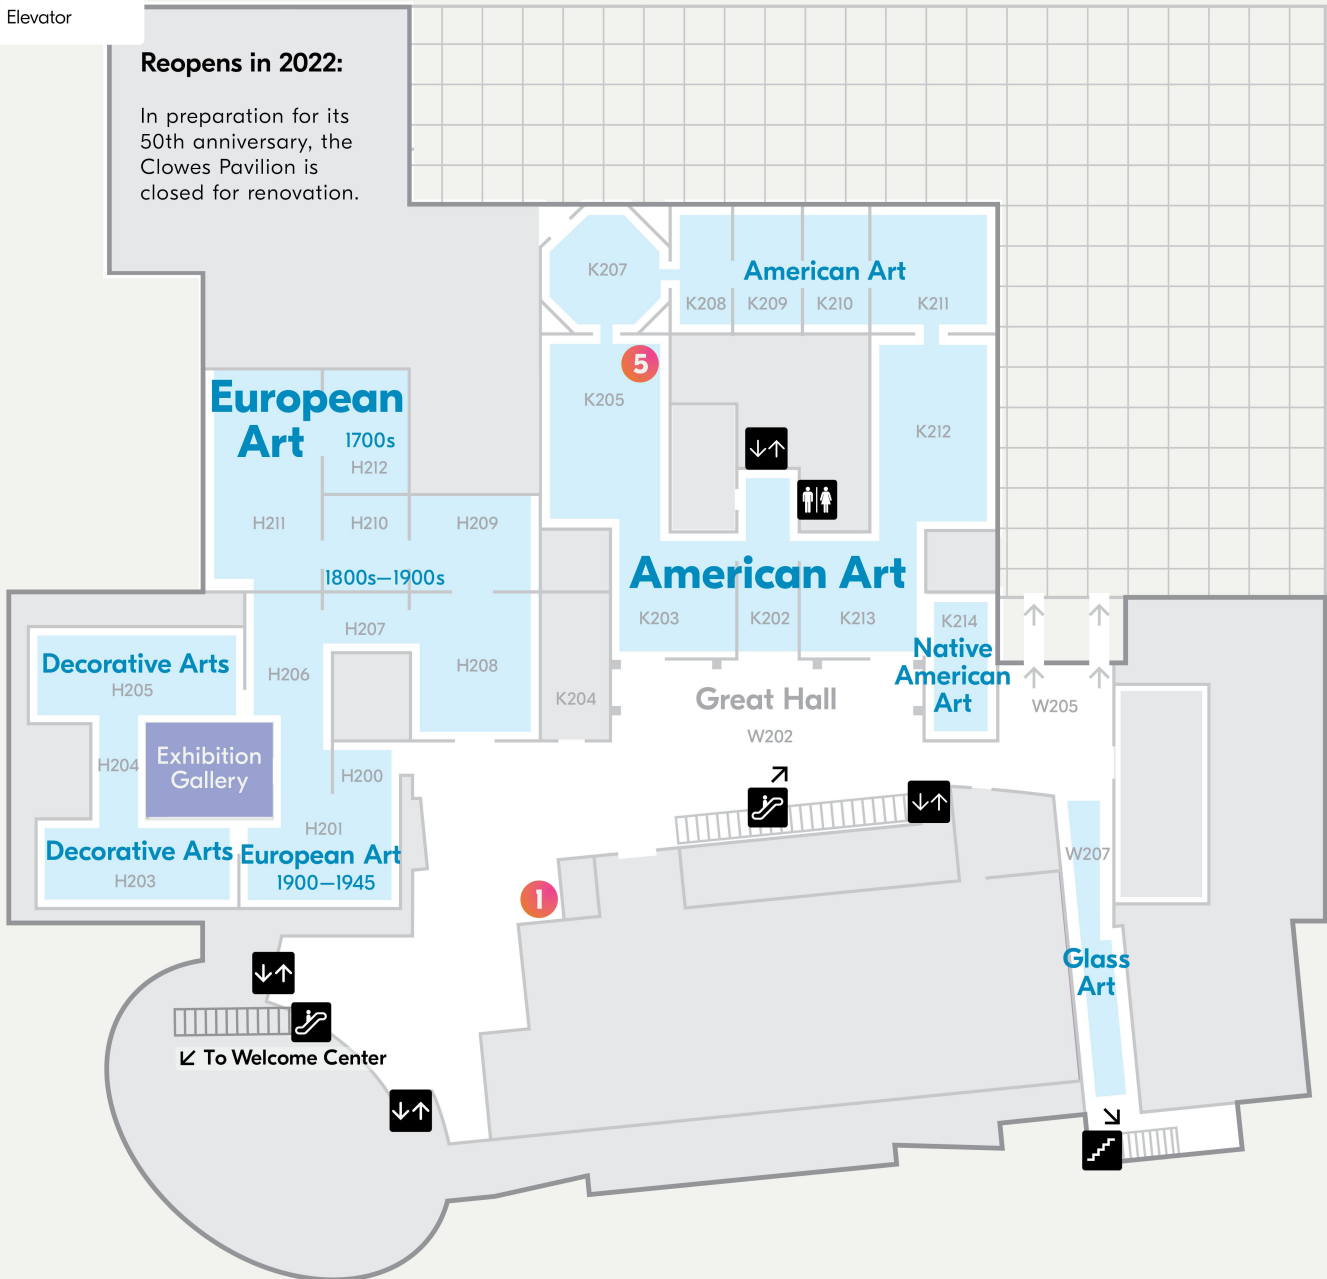 Elevator
Reopens in 2022:
In preparation for its
50th anniversary, the
Clowes Pavilion is
closed for renovation.
K207
American Art
K208
K209
K210
K211
5
K205
K212
European
Art
1700s
H212
H211
H210
H209
1800s–1900s
American Art
K203
K202
K213
K214
Native
American
Art
H207
H206
H208
K204
Decorative Arts
H205
Great Hall
W202
W205
H204
Exhibition
Gallery
H200
H201
Decorative Arts
H203
European Art
1900–1945
W207
1
Glass
Art
To Welcome Center